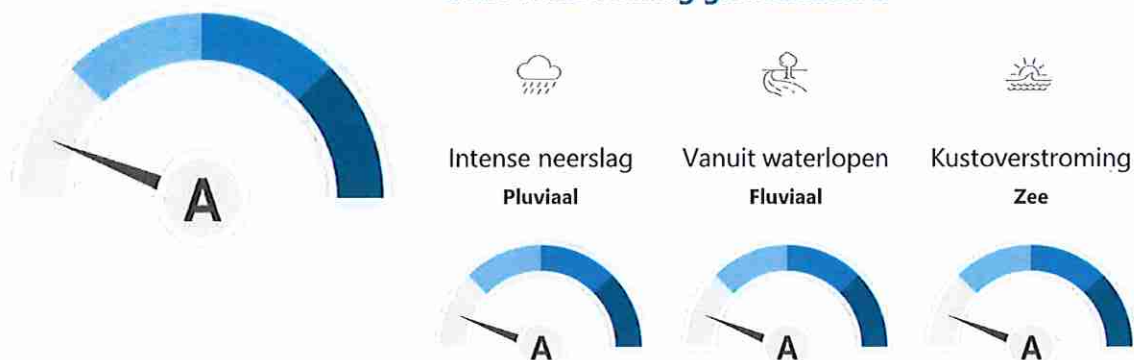 A
Intense neerslag
Pluviaal
A
Vanuit waterlopen
Fluviaal
A
Kustoverstroming
Zee
A